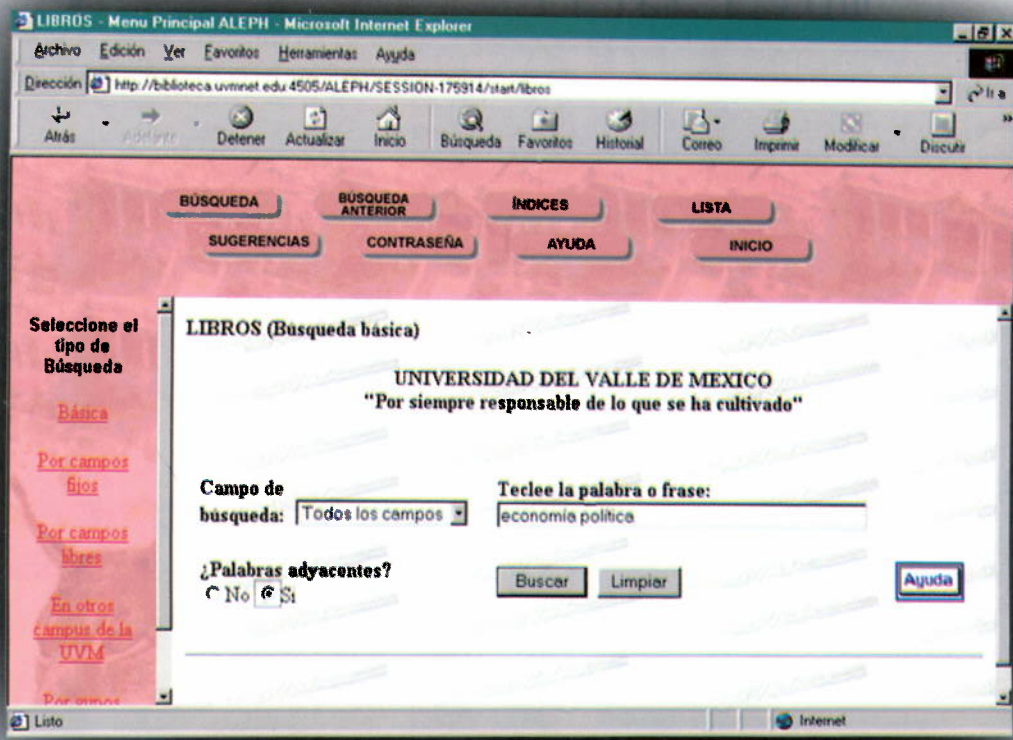 LIBROS - Menu Principal ALEPH - Microsoft Internet Explorer
Archivo Edición Ver Favoritos Herramientas Ayuda
Dirección http://biblioteca.uvmnet.edu:4505/ALEPH/SESSION-175914/start/libros Ir a
Atrás Adelante Detener Actualizar Inicio Búsqueda Favoritos Historial Correo Imprimir Modificar Discutir
BÚSQUEDA BÚSQUEDA ANTERIOR ÍNDICES LISTA
SUGERENCIAS CONTRASEÑA AYUDA INICIO
Seleccione el
tipo de
Búsqueda
Básica
Por campos
fijos
Por campos
libres
En otros
campus de la
UVM
Por
LIBROS (Búsqueda básica)
UNIVERSIDAD DEL VALLE DE MEXICO
"Por siempre responsable de lo que se ha cultivado"
Campo de
búsqueda: Todos los campos
Teclee la palabra o frase:
economía política
¿Palabras adyacentes?
No Si
Buscar Limpiar Ayuda
Listo Internet